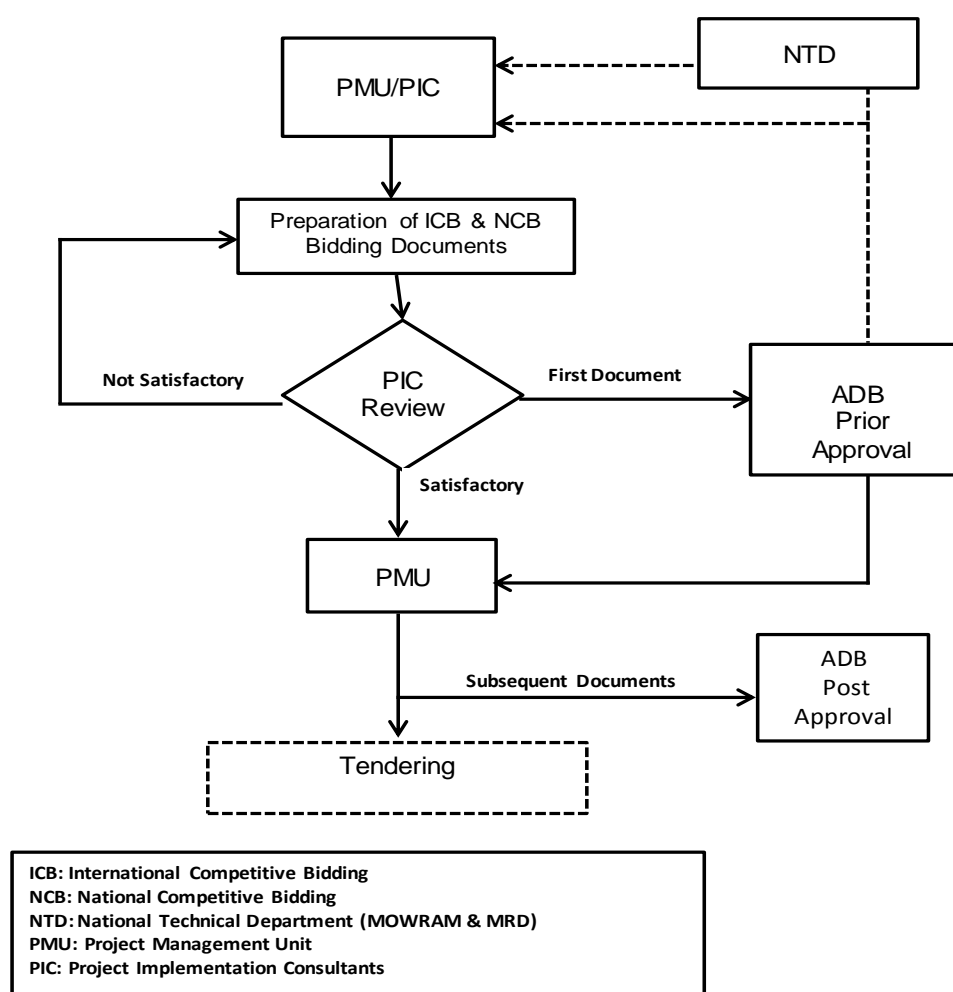 NTD
PMU/PIC
Preparation of ICB & NCB
Bidding Documents
Not Satisfactory
PIC
Review
First Document
ADB
Prior
Approval
Satisfactory
PMU
Subsequent Documents
ADB
Post
Approval
Tendering
ICB: International Competitive Bidding
NCB: National Competitive Bidding
NTD: National Technical Department (MOWRAM & MRD)
PMU: Project Management Unit
PIC: Project Implementation Consultants